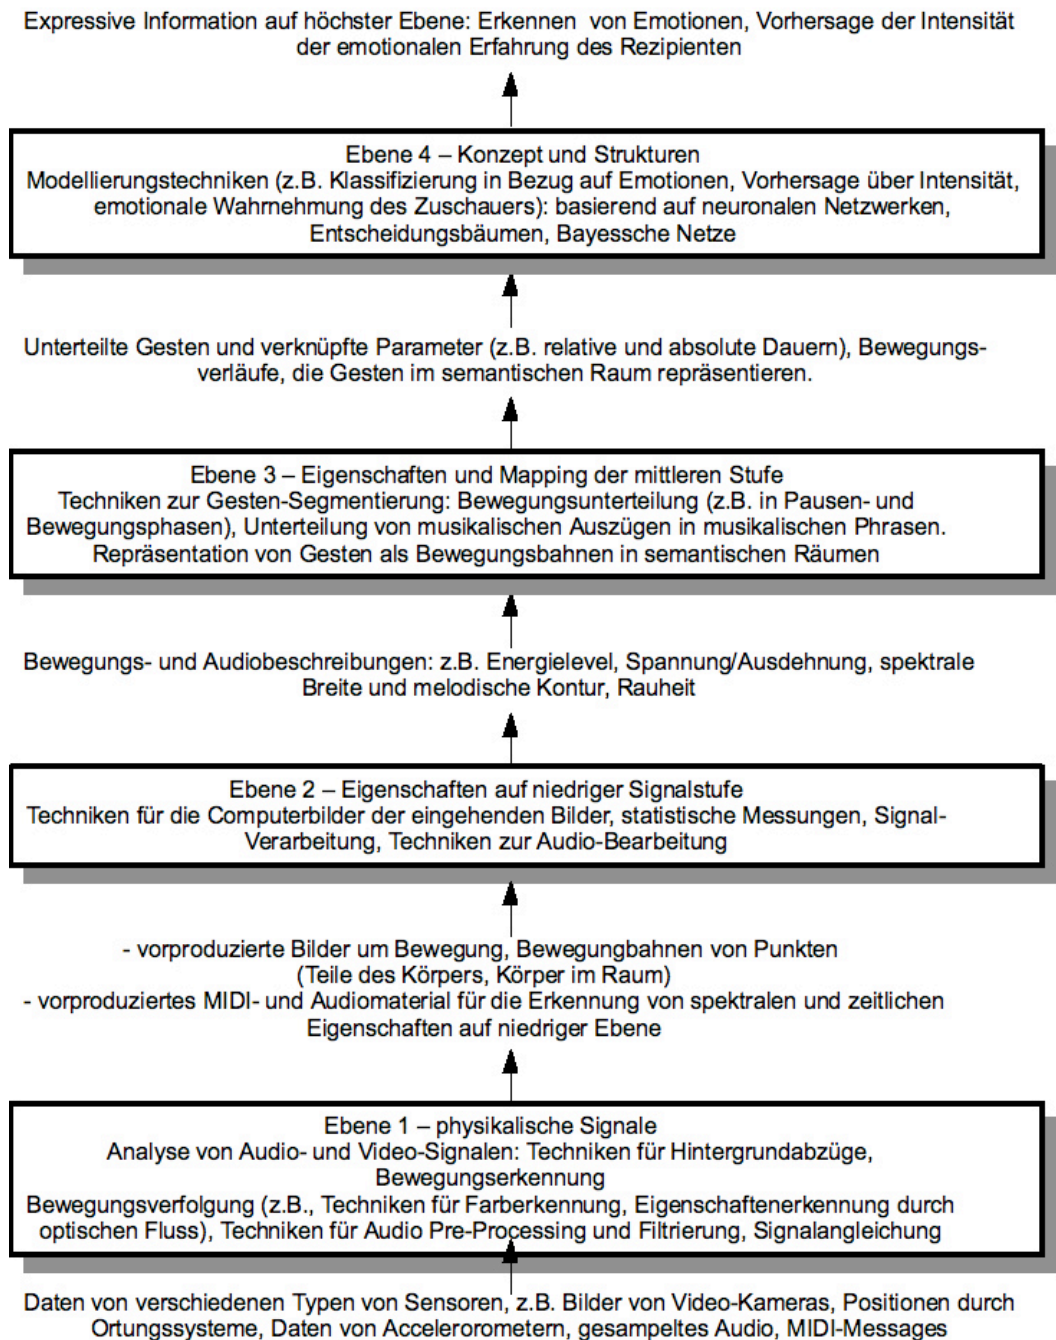 Expressive Information auf höchster Ebene: Erkennen von Emotionen, Vorhersage der Intensität
der emotionalen Erfahrung des Rezipienten
Ebene 4 – Konzept und Strukturen
Modellierungstechniken (z.B. Klassifizierung in Bezug auf Emotionen, Vorhersage über Intensität,
emotionale Wahrnehmung des Zuschauers): basierend auf neuronalen Netzwerken,
Entscheidungsbäumen, Bayessche Netze
Unterteilte Gesten und verknüpfte Parameter (z.B. relative und absolute Dauern), Bewegungs-
verläufe, die Gesten im semantischen Raum repräsentieren.
Ebene 3 – Eigenschaften und Mapping der mittleren Stufe
Techniken zur Gesten-Segmentierung: Bewegungsunterteilung (z.B. in Pausen- und
Bewegungsphasen), Unterteilung von musikalischen Auszügen in musikalischen Phrasen.
Repräsentation von Gesten als Bewegungsbahnen in semantischen Räumen
Bewegungs- und Audiobeschreibungen: z.B. Energielevel, Spannung/Ausdehnung, spektrale
Breite und melodische Kontur, Rauheit
Ebene 2 – Eigenschaften auf niedriger Signalstufe
Techniken für die Computerbilder der eingehenden Bilder, statistische Messungen, Signal-
Verarbeitung, Techniken zur Audio-Bearbeitung
- vorproduzierte Bilder um Bewegung, Bewegungbahnen von Punkten
(Teile des Körpers, Körper im Raum)
- vorproduziertes MIDI- und Audiomaterial für die Erkennung von spektralen und zeitlichen
Eigenschaften auf niedriger Ebene
Ebene 1 – physikalische Signale
Analyse von Audio- und Video-Signalen: Techniken für Hintergrundabzüge,
Bewegungserkennung
Bewegungsverfolgung (z.B., Techniken für Farberkennung, Eigenschaftenerkennung durch
optischen Fluss), Techniken für Audio Pre-Processing und Filtrierung, Signalangleichung
Daten von verschiedenen Typen von Sensoren, z.B. Bilder von Video-Kameras, Positionen durch
Ortungssysteme, Daten von Accelerorometern, gesampeltes Audio, MIDI-Messages